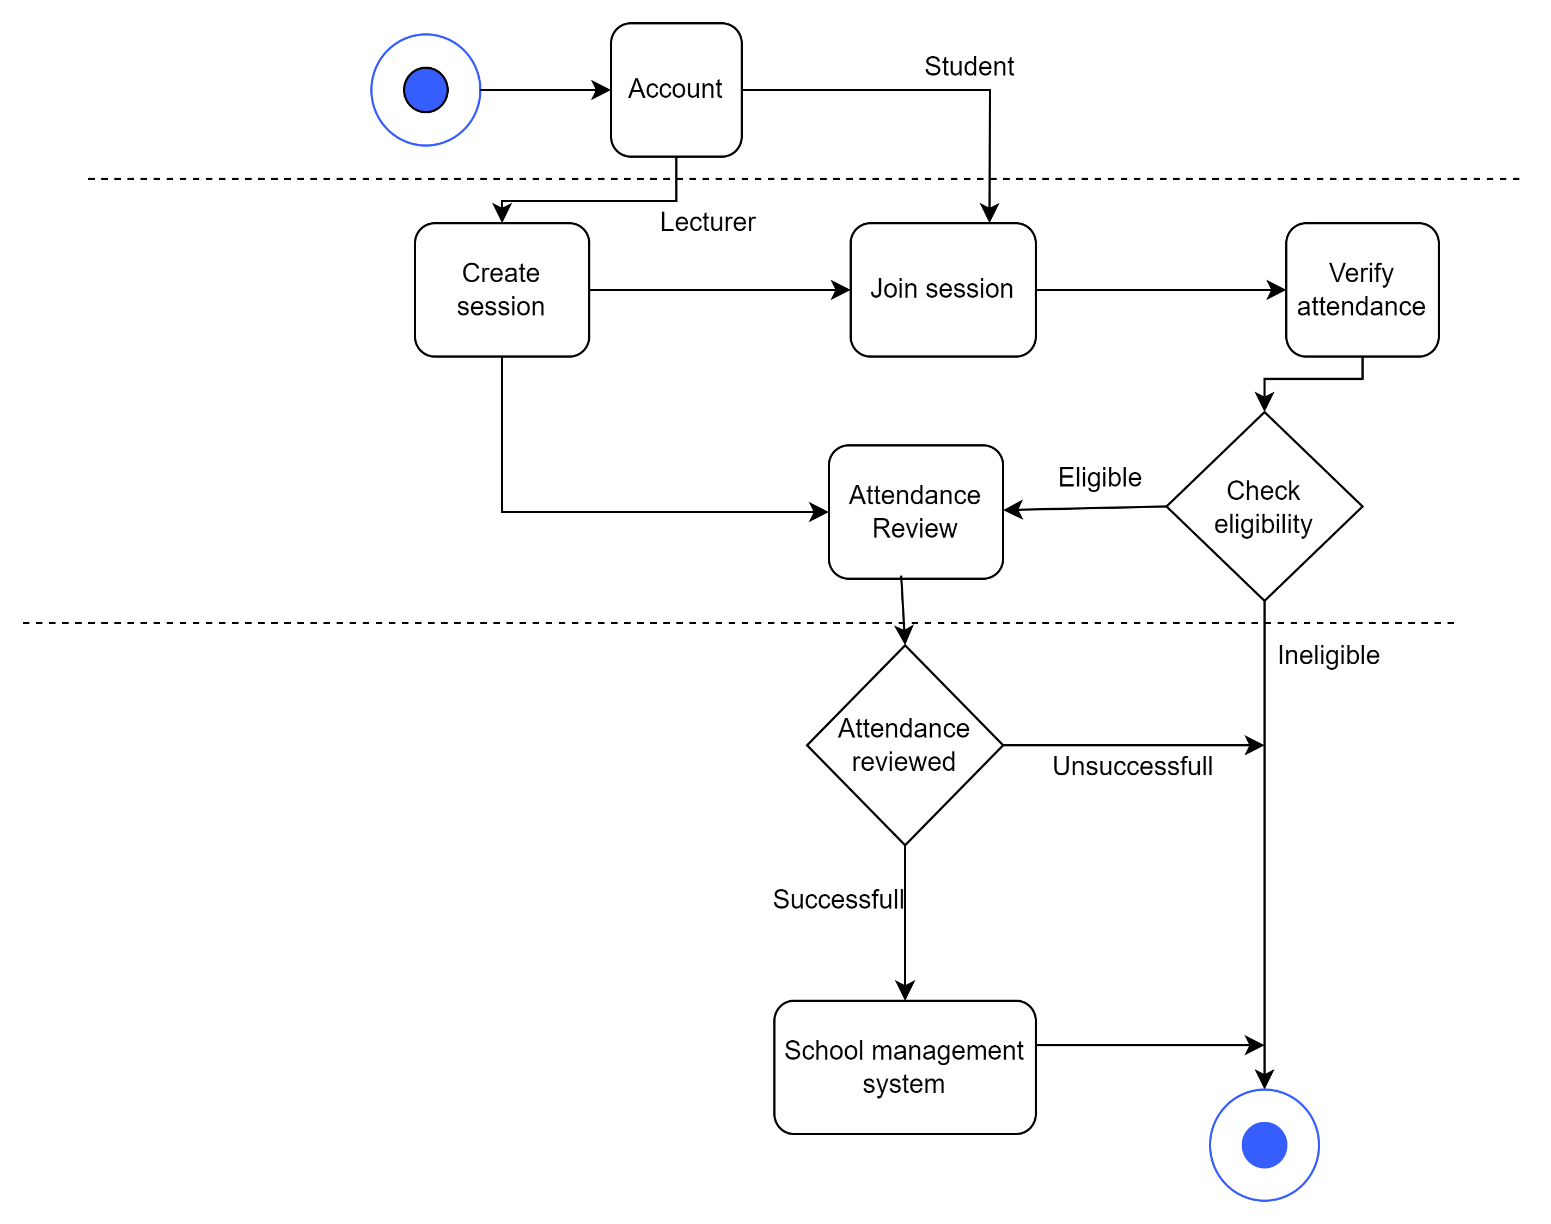 Student
Account
Lecturer
Create
session
Join session
Verify
attendance
Attendance
Review
Eligible
Check
eligibility
Ineligible
Attendance
reviewed
Unsuccessfull
Successfull
School management
system